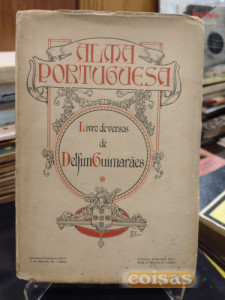 ALMA
PORTUGUESA
Livro de versos
de
Delfim Guimarães
coisas